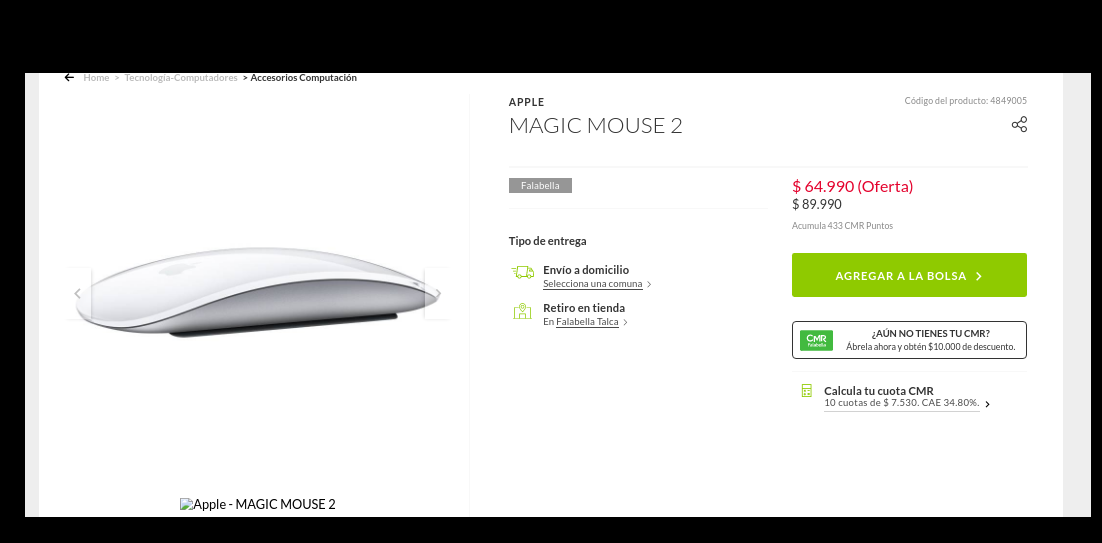 Home > Tecnología-Computadores > Accesorios Computación
APPLE
Código del producto: 4849005
MAGIC MOUSE 2
Falabella
$ 64.990 (Oferta)
$ 89.990
Acumula 433 CMR Puntos
Tipo de entrega
Envío a domicilio
Selecciona una comuna >
Retiro en tienda
En Falabella Talca >
AGREGAR A LA BOLSA >
CMR
Falabella
¿AÚN NO TIENES TU CMR?
Ábrela ahora y obtén $10.000 de descuento.
Calcula tu cuota CMR
10 cuotas de $ 7.530. CAE 34.80%. >
Apple - MAGIC MOUSE 2